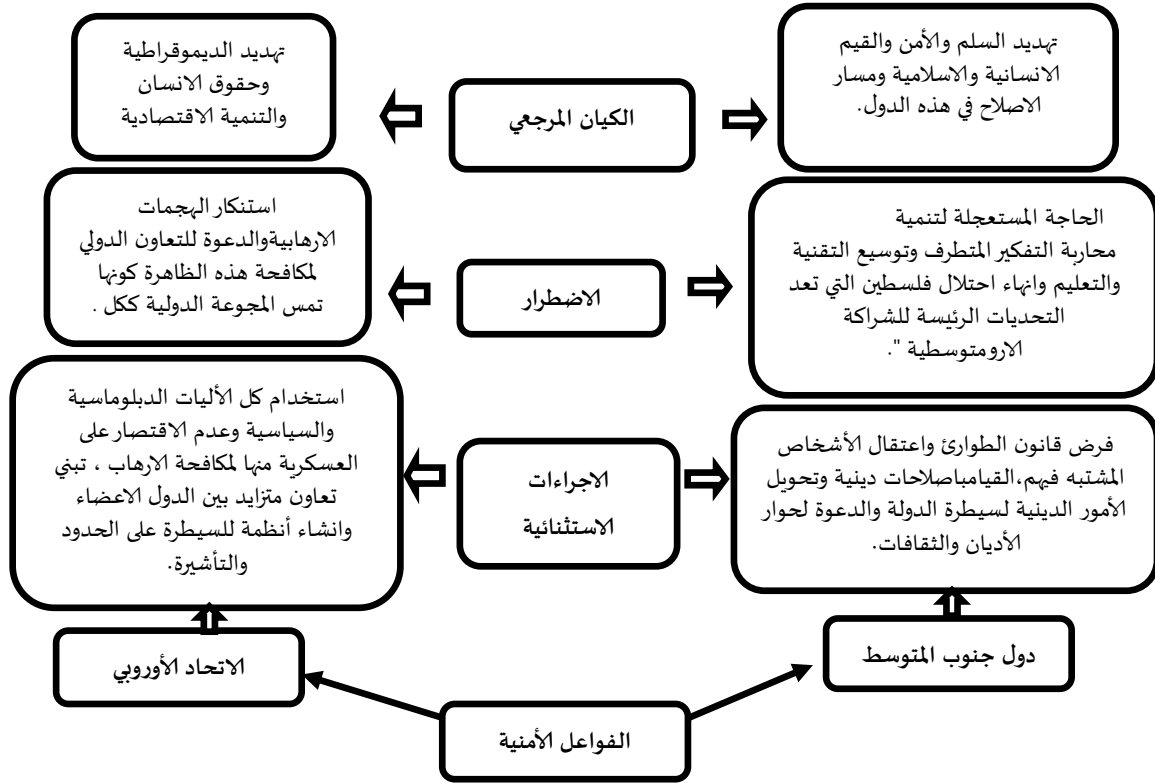 تهديد السلم والأمن والقيم
الانسانية والاسلامية ومسار
الاصلاح في هذه الدول.
الكيان المرجعي
تهديد الديموقراطية
وحقوق الانسان
والتنمية الاقتصادية
الحاجة المستعجلة لتنمية
محاربة التفكير المتطرف وتوسيع التقنية
والتعليم وانهاء احتلال فلسطين التي تعد
التحديات الرئيسة للشراكة
الارومتوسطية ".
الاضطرار
استنكار الهجمات
الارهابيةوالدعوة للتعاون الدولي
لمكافحة هذه الظاهرة كونها
تمس المجوعة الدولية ككل .
فرض قانون الطوارئ واعتقال الأشخاص
المشتبه فيهم،القيامباصلاحات دينية وتحويل
الأمور الدينية لسيطرة الدولة والدعوة لحوار
الأديان والثقافات.
الاجراءات
الاستثنائية
استخدام كل الأليات الدبلوماسية
والسياسية وعدم الاقتصار على
العسكرية منها لمكافحة الارهاب ، تبني
تعاون متزايد بين الدول الاعضاء
وانشاء أنظمة للسيطرة على الحدود
والتأشيرة.
دول جنوب المتوسط
الاتحاد الأوروبي
الفواعل الأمنية